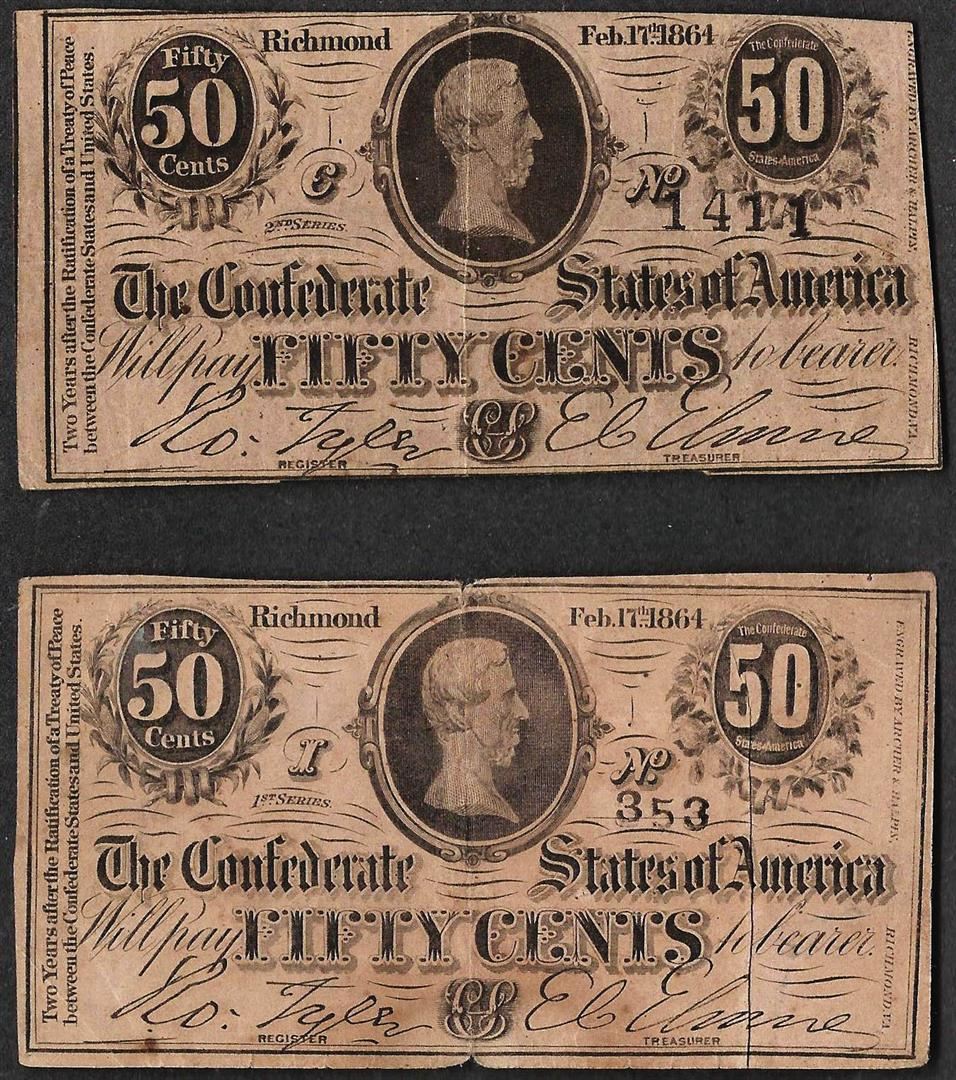 Richmond
Feb. 17th 1864
Fifty
50
Cents
The Confederate
50
States of America
2ND SERIES.
No
1411
The Confederate States of America
Will pay FIFTY CENTS to bearer.
Ro: Tyler
REGISTER
CS
E C Elmore
TREASURER
Two Years after the Ratification of a Treaty of Peace
between the Confederate States and United States.
ENGRAVED BY ARCHER & HALPIN
RICHMOND, VA.
Richmond
Feb. 17th 1864
Fifty
50
Cents
The Confederate
50
States of America
I
1ST SERIES.
No.
353
The Confederate States of America
Will pay FIFTY CENTS to bearer.
Ro: Tyler
REGISTER
CS
E C Elmore
TREASURER
Two Years after the Ratification of a Treaty of Peace
between the Confederate States and United States.
ENGRAVED BY ARCHER & HALPIN,
RICHMOND, VA.